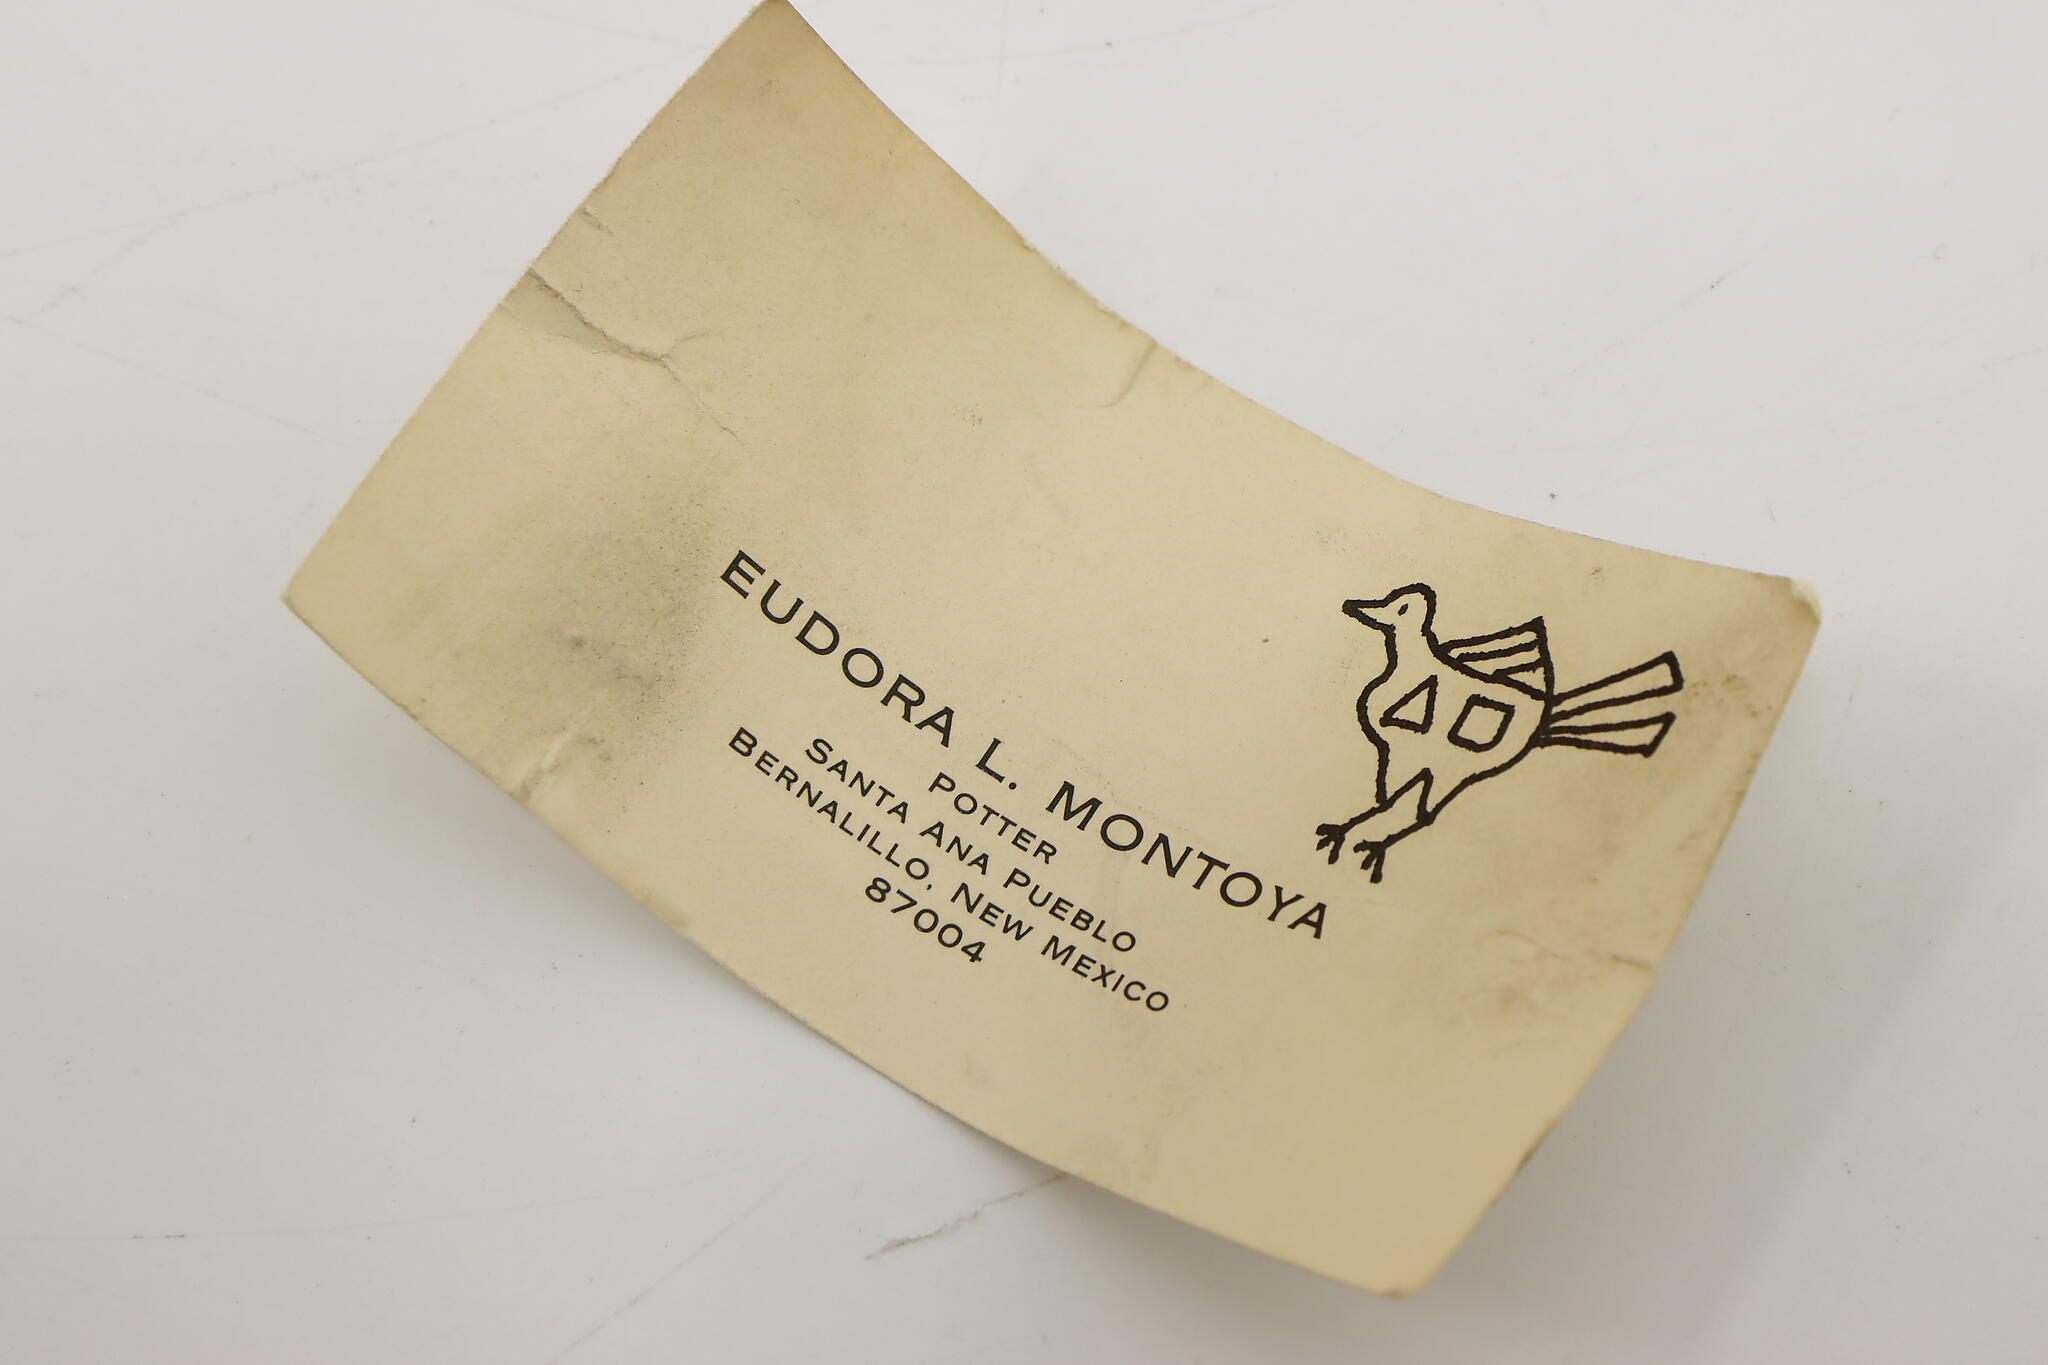 EUDORA L. MONTOYA
POTTER
SANTA ANA PUEBLO
BERNALILLO, NEW MEXICO
87004